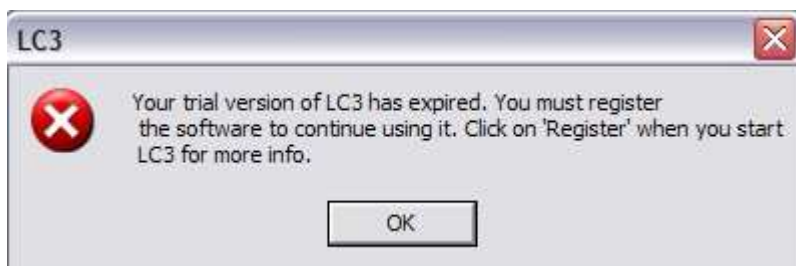 LC3
Your trial version of LC3 has expired. You must register
the software to continue using it. Click on 'Register' when you start
LC3 for more info.
OK